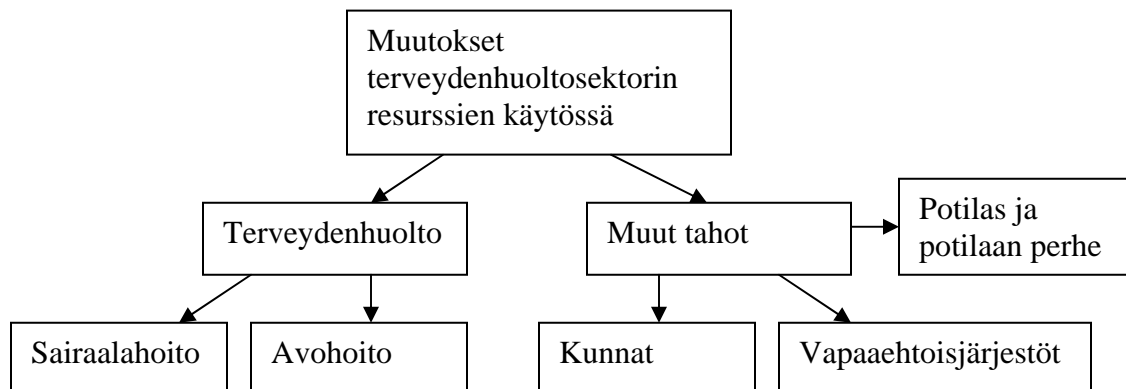 Muutokset
terveydenhuoltosektorin
resurssien käytössä
Terveydenhuolto
Muut tahot
Potilas ja
potilaan perhe
Sairaalahoito
Avohoito
Kunnat
Vapaaehtoisjärjestöt